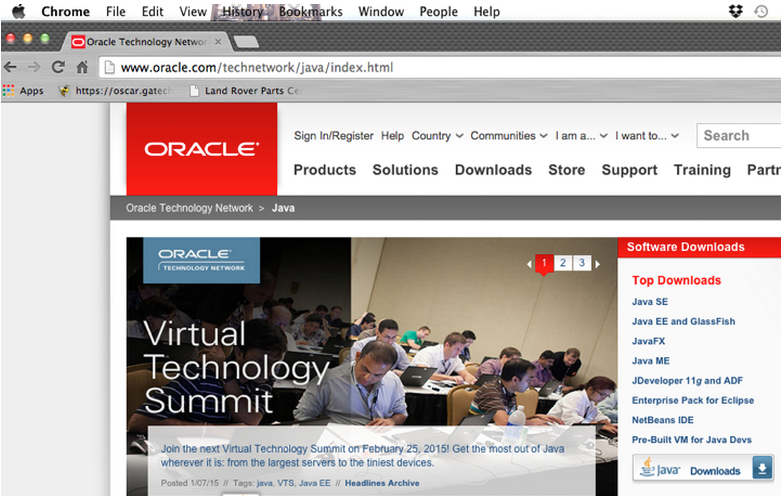 Chrome File Edit View History Bookmarks Window People Help
Oracle Technology Networ
www.oracle.com/technetwork/java/index.html
Apps https://oscar.gatech Land Rover Parts Ce
ORACLE
Sign In/Register Help Country Communities I am a... I want to... Search
Products Solutions Downloads Store Support Training Partn
Oracle Technology Network > Java
ORACLE
TECHNOLOGY NETWORK
1 2 3
Virtual
Technology
Summit
Join the next Virtual Technology Summit on February 25, 2015! Get the most out of Java
wherever it is: from the largest servers to the tiniest devices.
Posted 1/07/15 // Tags: java, VTS, Java EE // Headlines Archive
Software Downloads
Top Downloads
Java SE
Java EE and GlassFish
JavaFX
Java ME
JDeveloper 11g and ADF
Enterprise Pack for Eclipse
NetBeans IDE
Pre-Built VM for Java Devs
Java Downloads